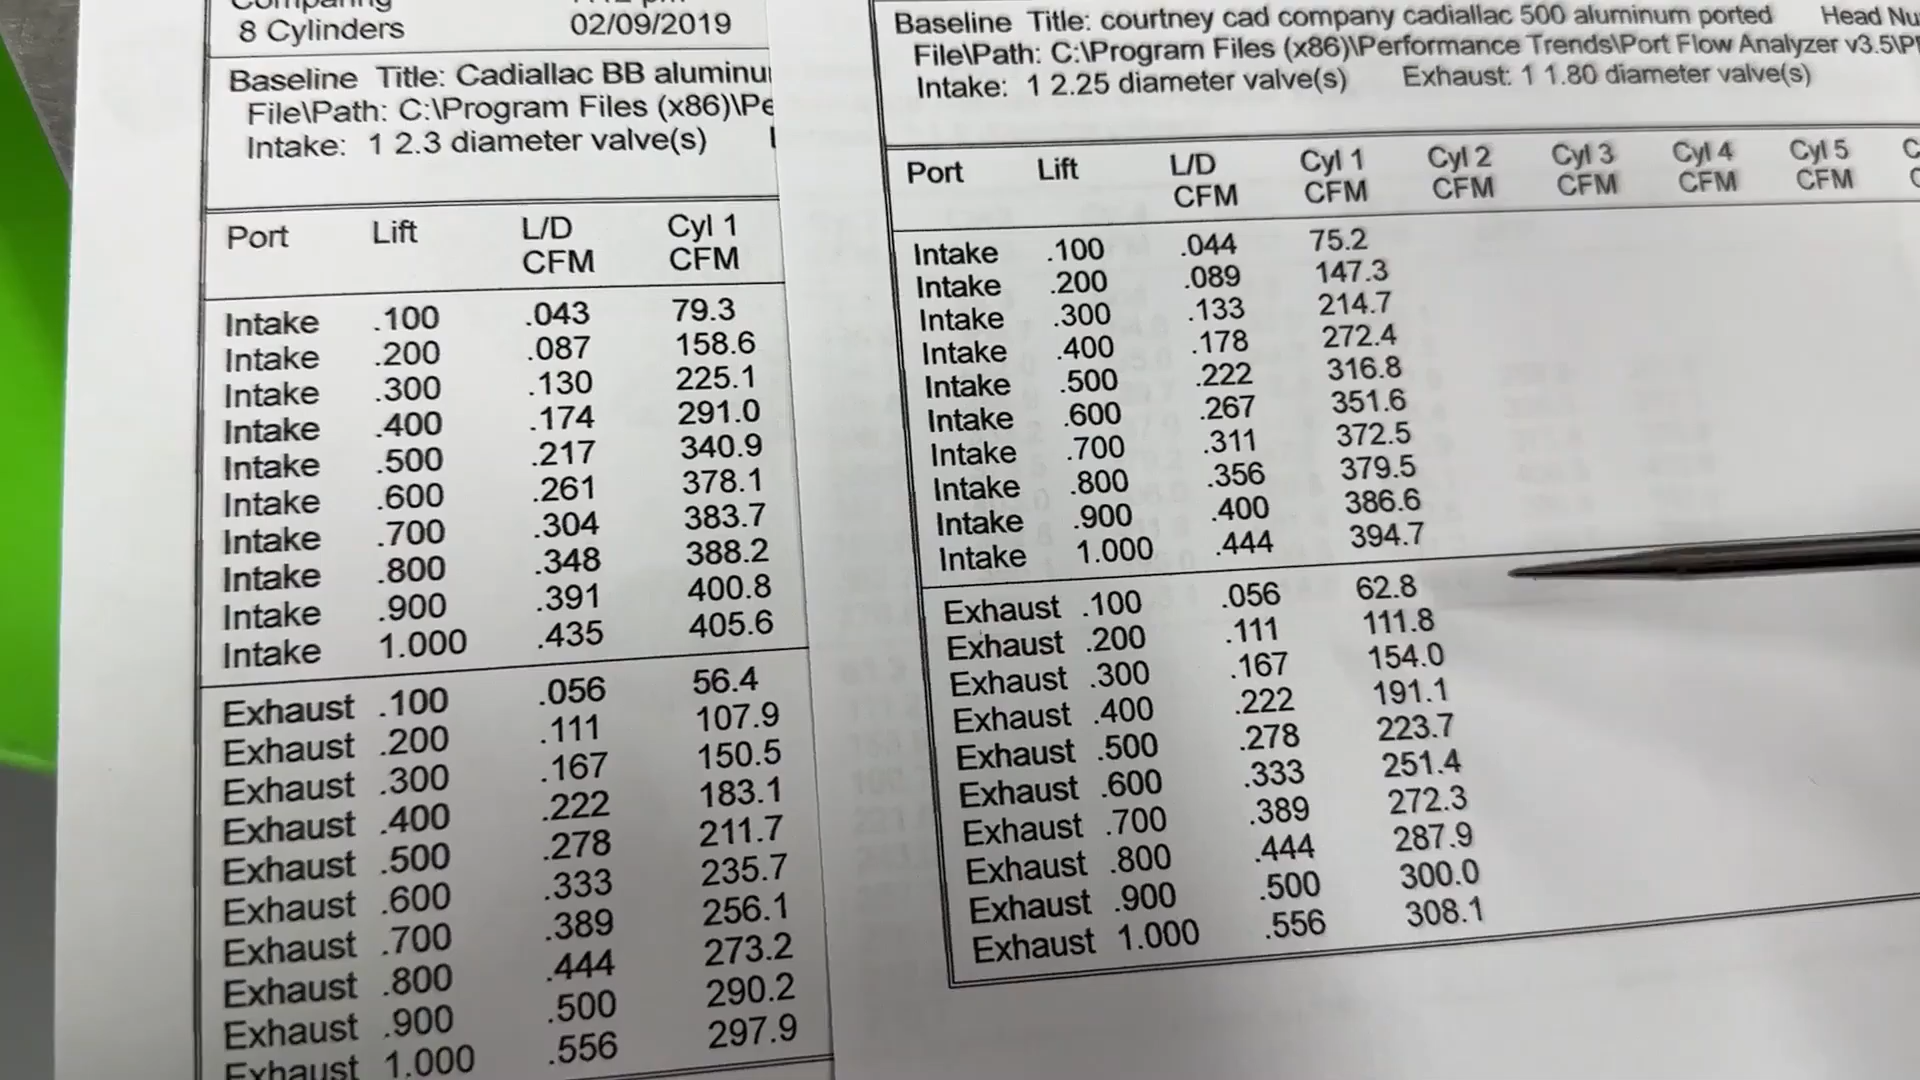 8 Cylinders 02/09/2019
Baseline Title: Cadiallac BB
File\Path: C:\Program Files (x86)\Pe
Intake: 1 2.3 diameter valve(s)
Port Lift L/D Cyl 1
CFM CFM
Intake .100 .043 79.3
Intake .200 .087 158.6
Intake .300 .130 225.1
Intake .400 .174 291.0
Intake .500 .217 340.9
Intake .600 .261 378.1
Intake .700 .304 383.7
Intake .800 .348 388.2
Intake .900 .391 400.8
Intake 1.000 .435 405.6
Exhaust .100 .056 56.4
Exhaust .200 .111 107.9
Exhaust .300 .167 150.5
Exhaust .400 .222 183.1
Exhaust .500 .278 211.7
Exhaust .600 .333 235.7
Exhaust .700 .389 256.1
Exhaust .800 .444 273.2
Exhaust .900 .500 290.2
Exhaust 1.000 .556 297.9
Baseline Title: courtney cad company cadiallac 500 aluminum ported Head Nu
File\Path: C:\Program Files (x86)\Performance Trends\Port Flow Analyzer v3.5\
Intake: 1 2.25 diameter valve(s) Exhaust: 1 1.80 diameter valve(s)
Port Lift L/D Cyl 1 Cyl 2 Cyl 3 Cyl 4 Cyl 5
CFM CFM CFM CFM CFM CFM
Intake .100 .044 75.2
Intake .200 .089 147.3
Intake .300 .133 214.7
Intake .400 .178 272.4
Intake .500 .222 316.8
Intake .600 .267 351.6
Intake .700 .311 372.5
Intake .800 .356 379.5
Intake .900 .400 386.6
Intake 1.000 .444 394.7
Exhaust .100 .056 62.8
Exhaust .200 .111 111.8
Exhaust .300 .167 154.0
Exhaust .400 .222 191.1
Exhaust .500 .278 223.7
Exhaust .600 .333 251.4
Exhaust .700 .389 272.3
Exhaust .800 .444 287.9
Exhaust .900 .500 300.0
Exhaust 1.000 .556 308.1